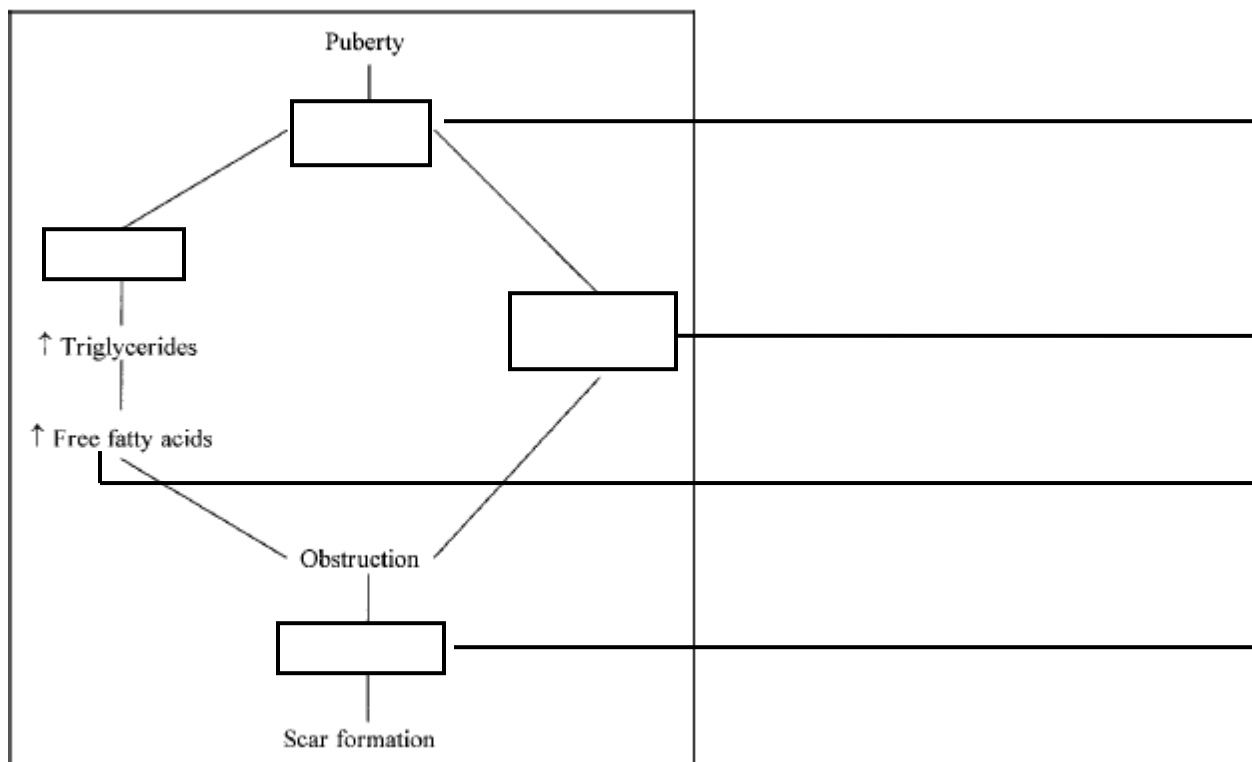 Puberty
↑ Triglycerides
↑ Free fatty acids
Obstruction
Scar formation